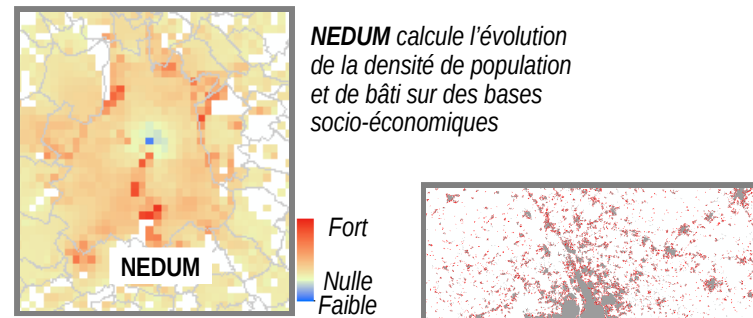 NEDUM calcule l’évolution
de la densité de population
et de bâti sur des bases
socio-économiques
Fort
NEDUM
Nulle
Faible